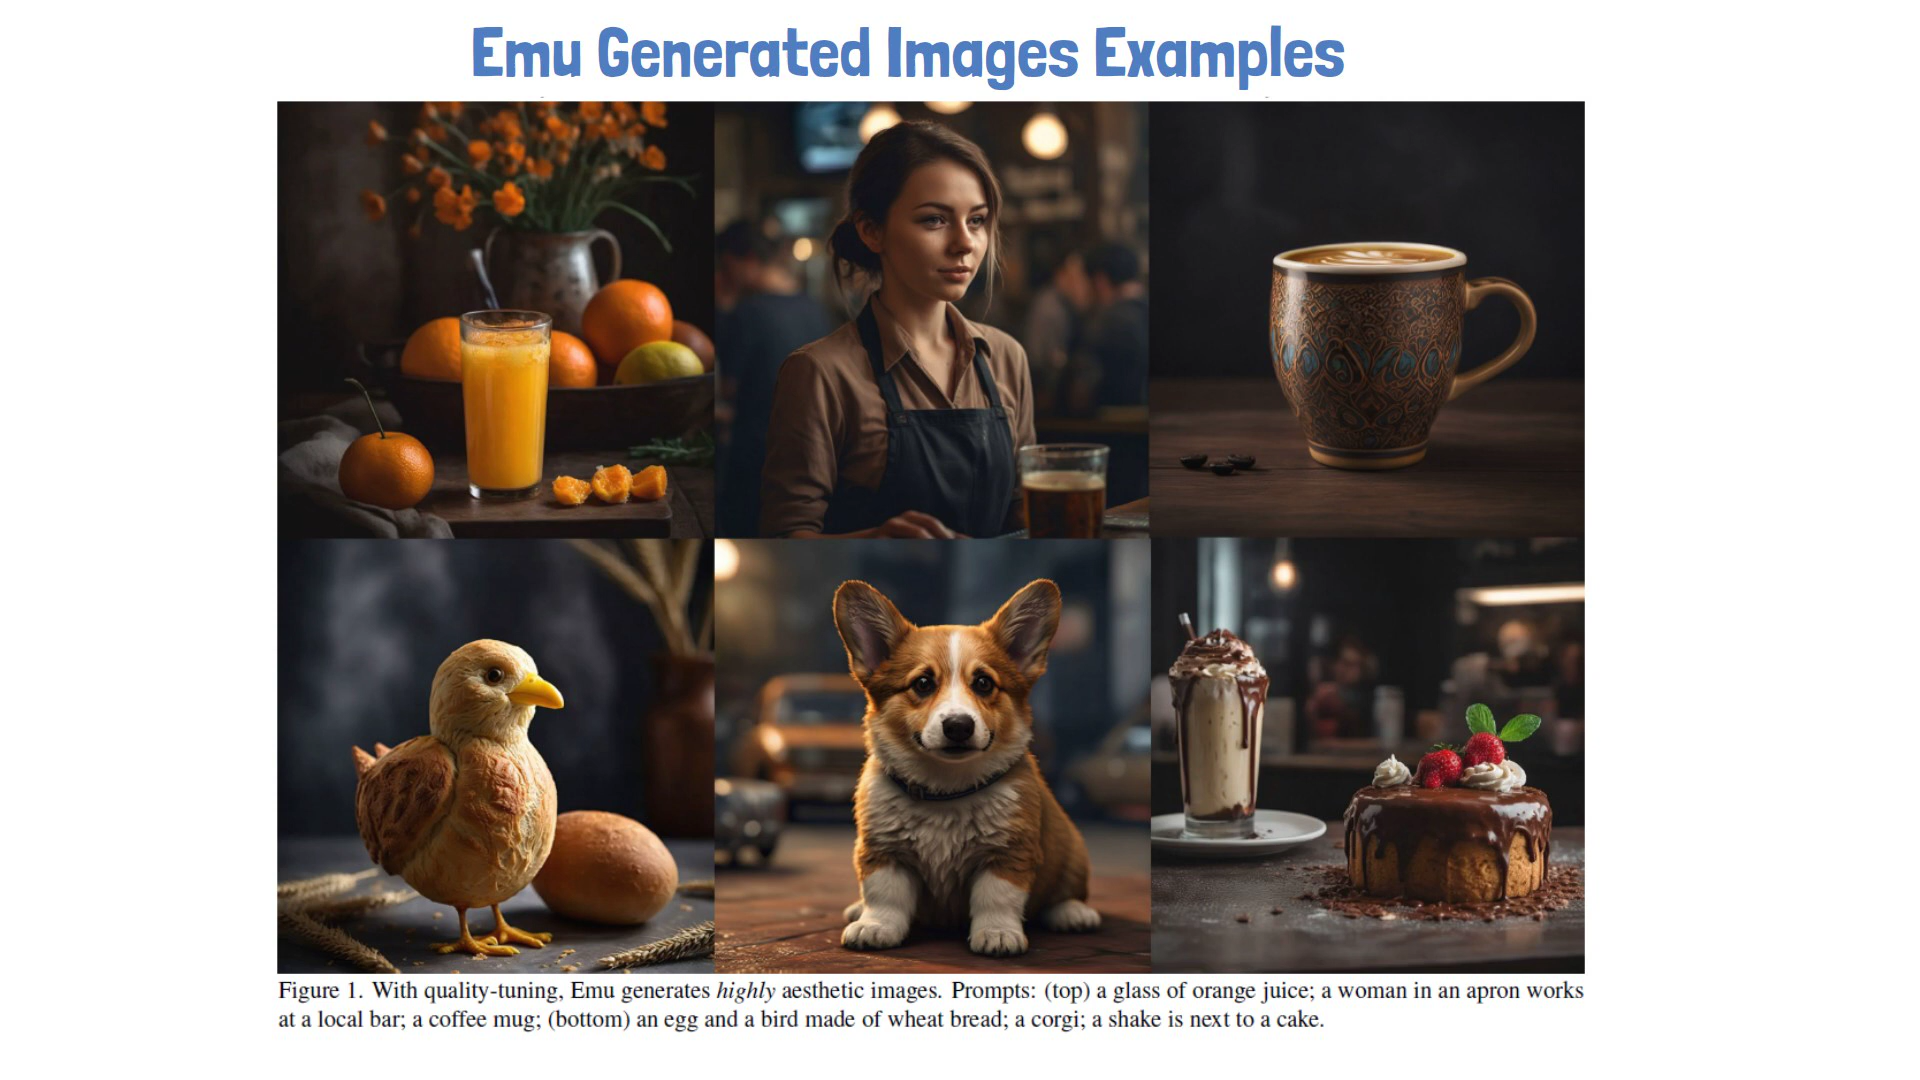 Emu Generated Images Examples
Figure 1. With quality-tuning, Emu generates highly aesthetic images. Prompts: (top) a glass of orange juice; a woman in an apron works
at a local bar; a coffee mug; (bottom) an egg and a bird made of wheat bread; a corgi; a shake is next to a cake.